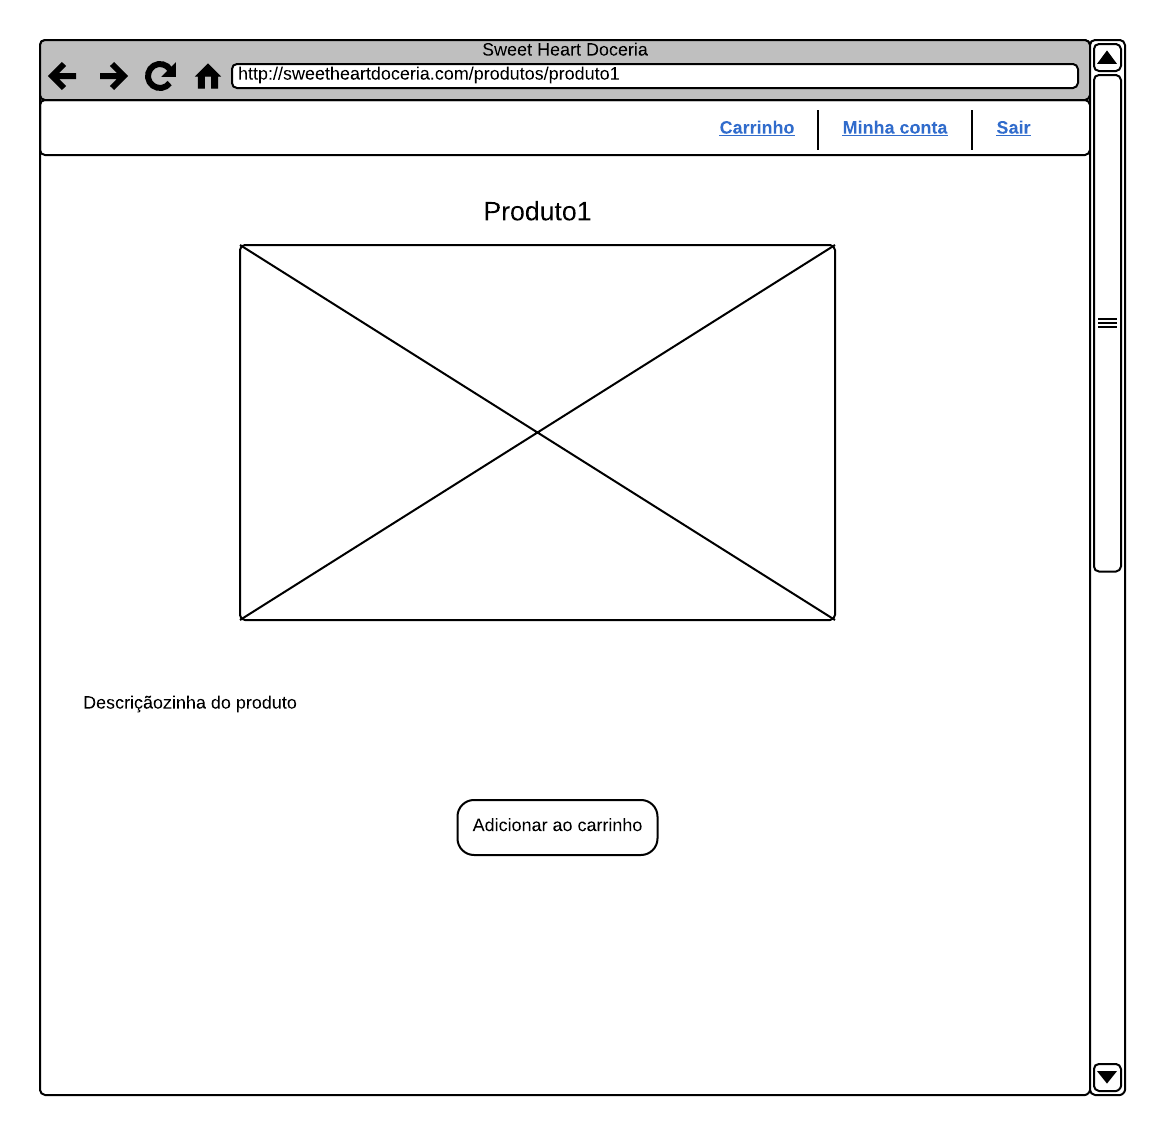 Sweet Heart Doceria
http://sweetheartdoceria.com/produtos/produto1
Carrinho Minha conta Sair
Produto1
Descriçãozinha do produto
Adicionar ao carrinho